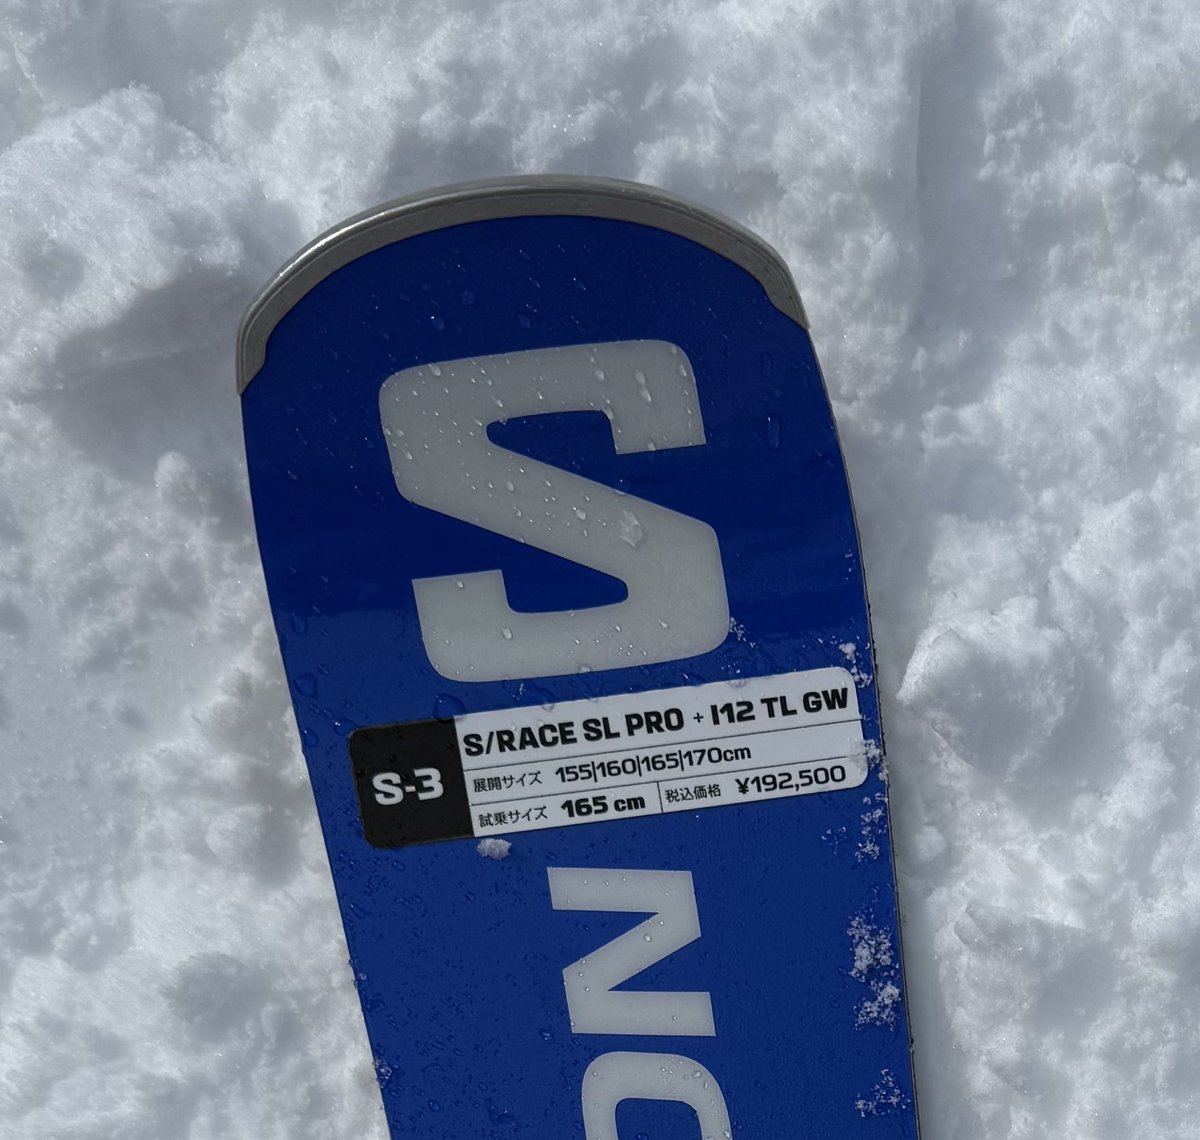 S
S-3
S/RACE SL PRO + I12 TL GW
展開サイズ 155|160|165|170cm
試乗サイズ 165 cm 税込価格 ¥192,500
NO